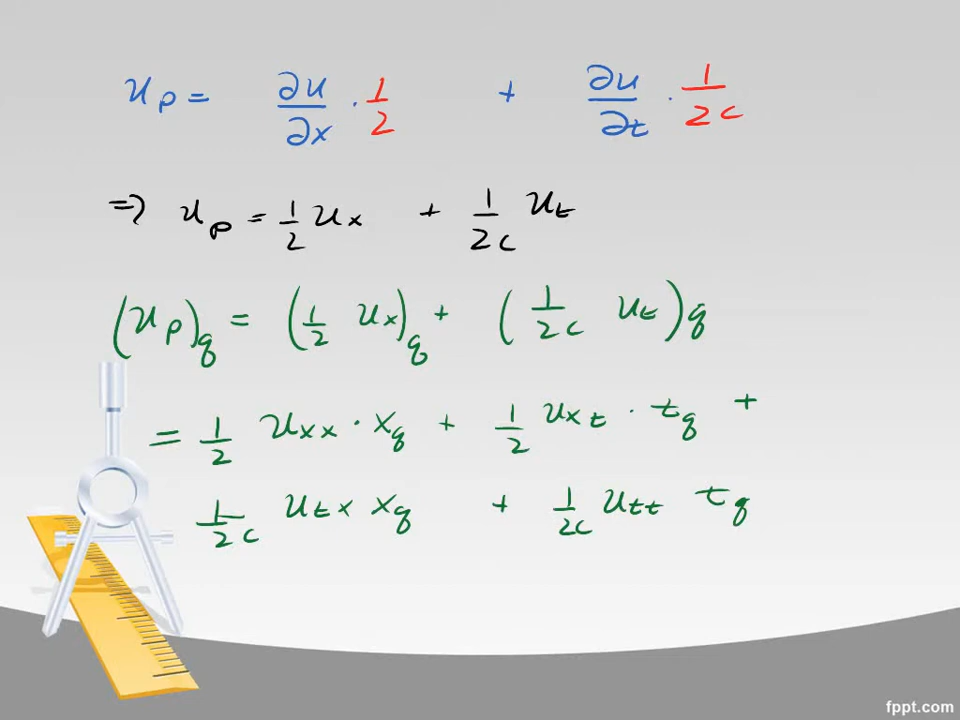 u_p = ∂u/∂x · 1/2 + ∂u/∂t · 1/2c
⇒ u_p = 1/2 u_x + 1/2c u_t
(u_p)_q = (1/2 u_x)_q + (1/2c u_t)_q
= 1/2 u_xx · x_q + 1/2 u_xt · t_q +
1/2c u_tx x_q + 1/2c u_tt t_q
fppt.com